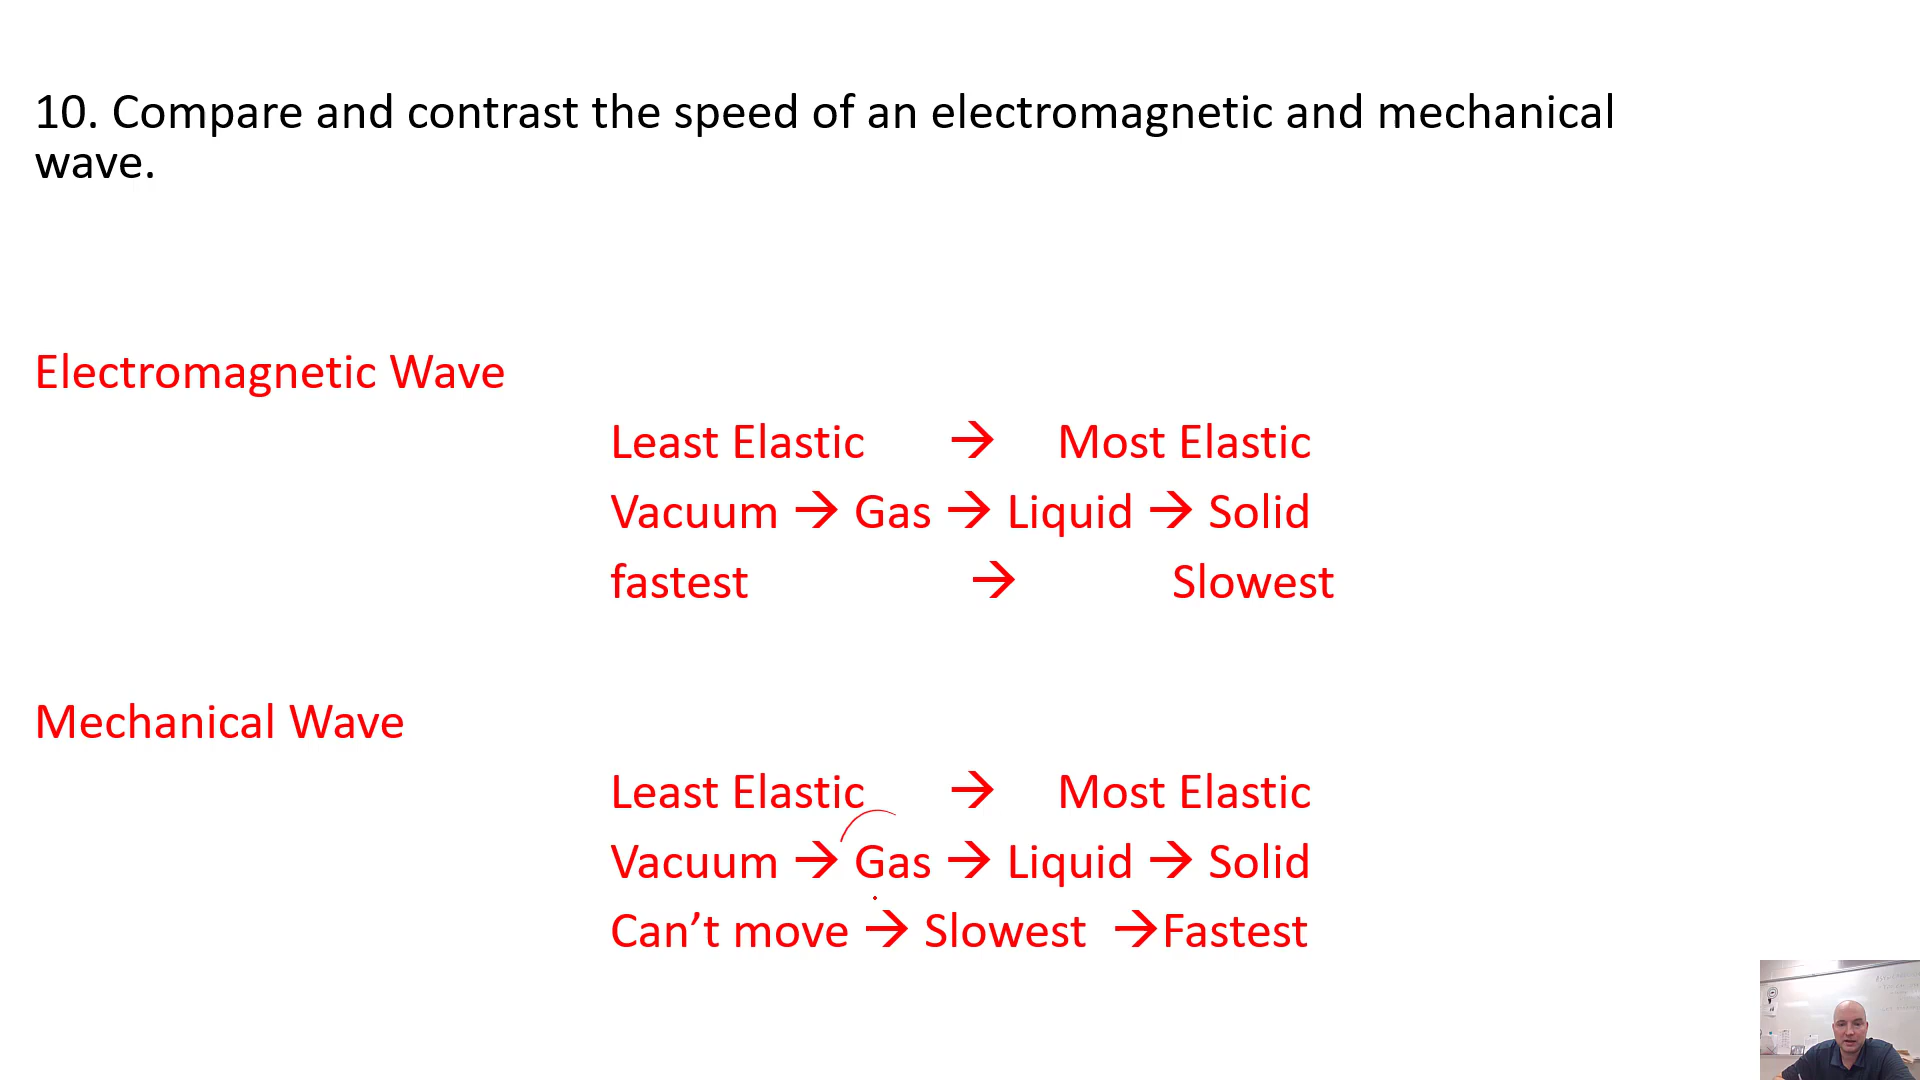 10. Compare and contrast the speed of an electromagnetic and mechanical
wave.
Electromagnetic Wave
Least Elastic → Most Elastic
Vacuum → Gas → Liquid → Solid
fastest → Slowest
Mechanical Wave
Least Elastic → Most Elastic
Vacuum → Gas → Liquid → Solid
Can’t move → Slowest →Fastest